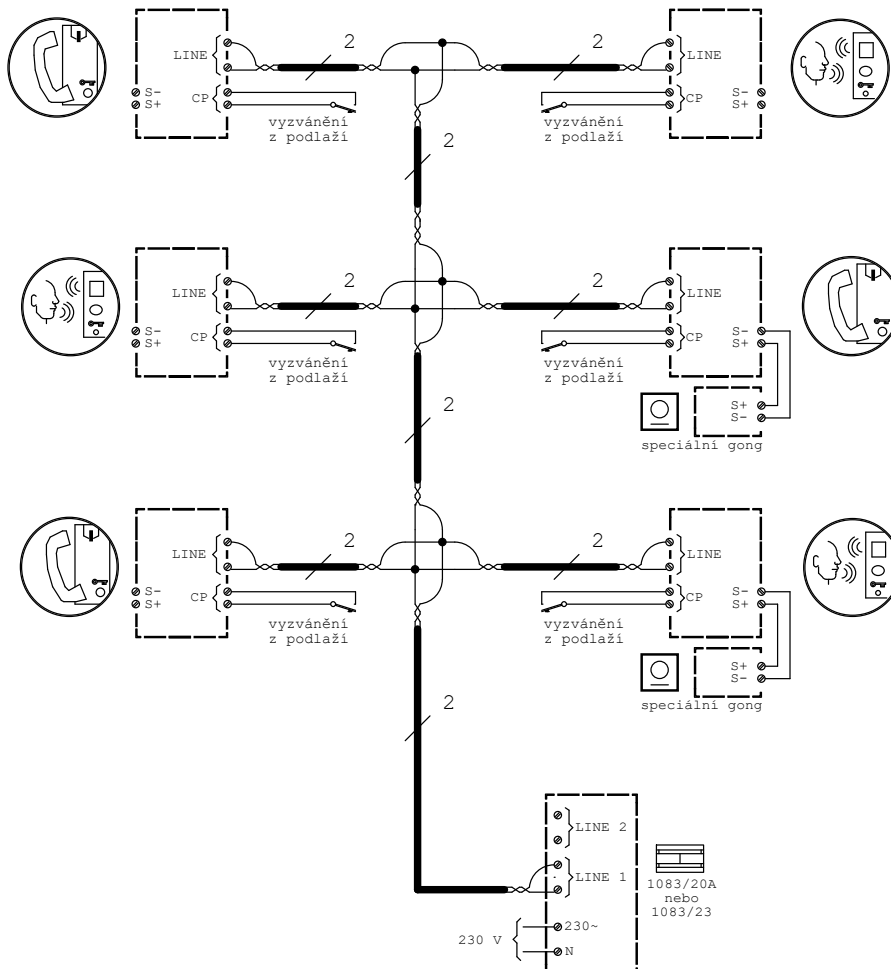 2
2
LINE
LINE
S-
S+
CP
CP
S-
S+
vyzvánění
z podlaží
vyzvánění
z podlaží
2
2
2
LINE
LINE
S-
S+
CP
CP
S-
S+
vyzvánění
z podlaží
vyzvánění
z podlaží
S+
S-
2
speciální gong
2
2
LINE
LINE
S-
S+
CP
CP
S-
S+
vyzvánění
z podlaží
vyzvánění
z podlaží
S+
S-
2
speciální gong
LINE 2
LINE 1
1083/20A
nebo
1083/23
230 V
230~
N